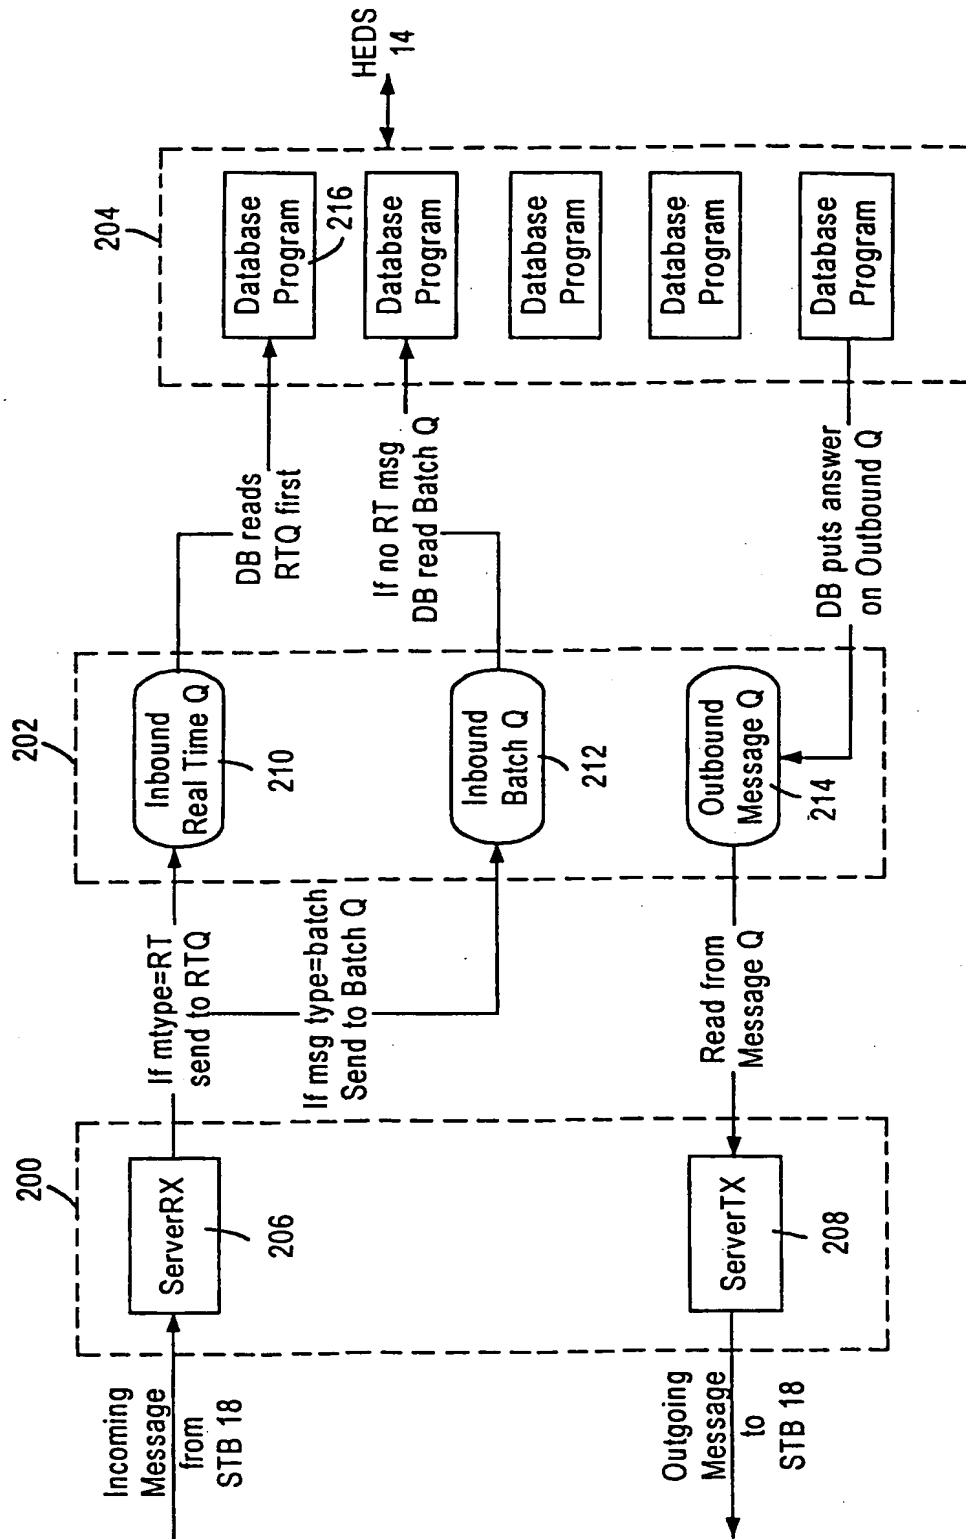 Incoming
Message
from
STB 18
200
ServerRX
206
If mtype=RT
send to RTQ
If msg type=batch
Send to Batch Q
202
Inbound
Real Time Q
210
Inbound
Batch Q
212
DB reads
RTQ first
If no RT msg
DB read Batch Q
204
Database
Program
216
Database
Program
Database
Program
Database
Program
Database
Program
HEDS
14
DB puts answer
on Outbound Q
Outbound
Message Q
214
Read from
Message Q
ServerTX
208
Outgoing
Message
to
STB 18